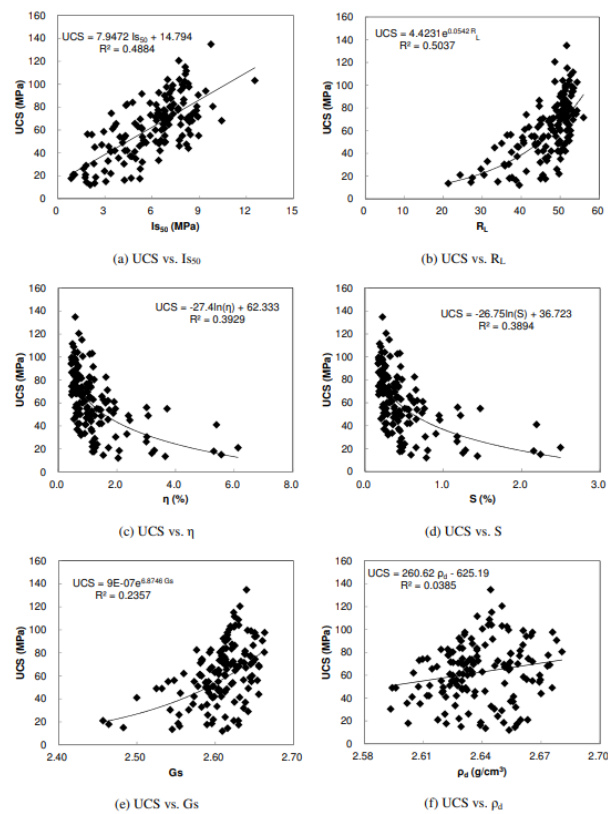 160
140
120
100
80
60
40
20
0
UCS (MPa)
UCS = 7.9472 Is50 + 14.794
R² = 0.4884
0 3 6 9 12 15
Is50 (MPa)
(a) UCS vs. Is50
160
140
120
100
80
60
40
20
0
UCS (MPa)
UCS = 4.4231e^0.0542 RL
R² = 0.5037
0 10 20 30 40 50 60
RL
(b) UCS vs. RL
160
140
120
100
80
60
40
20
0
UCS (MPa)
UCS = -27.4ln(η) + 62.333
R² = 0.3929
0.0 2.0 4.0 6.0 8.0
η (%)
(c) UCS vs. η
160
140
120
100
80
60
40
20
0
UCS (MPa)
UCS = -26.75ln(S) + 36.723
R² = 0.3894
0.0 1.0 2.0 3.0
S (%)
(d) UCS vs. S
160
140
120
100
80
60
40
20
0
UCS (MPa)
UCS = 9E-07e^6.8746 Gs
R² = 0.2357
2.40 2.50 2.60 2.70
Gs
(e) UCS vs. Gs
160
140
120
100
80
60
40
20
0
UCS (MPa)
UCS = 260.62 ρd - 625.19
R² = 0.0385
2.58 2.61 2.64 2.67 2.70
ρd (g/cm³)
(f) UCS vs. ρd